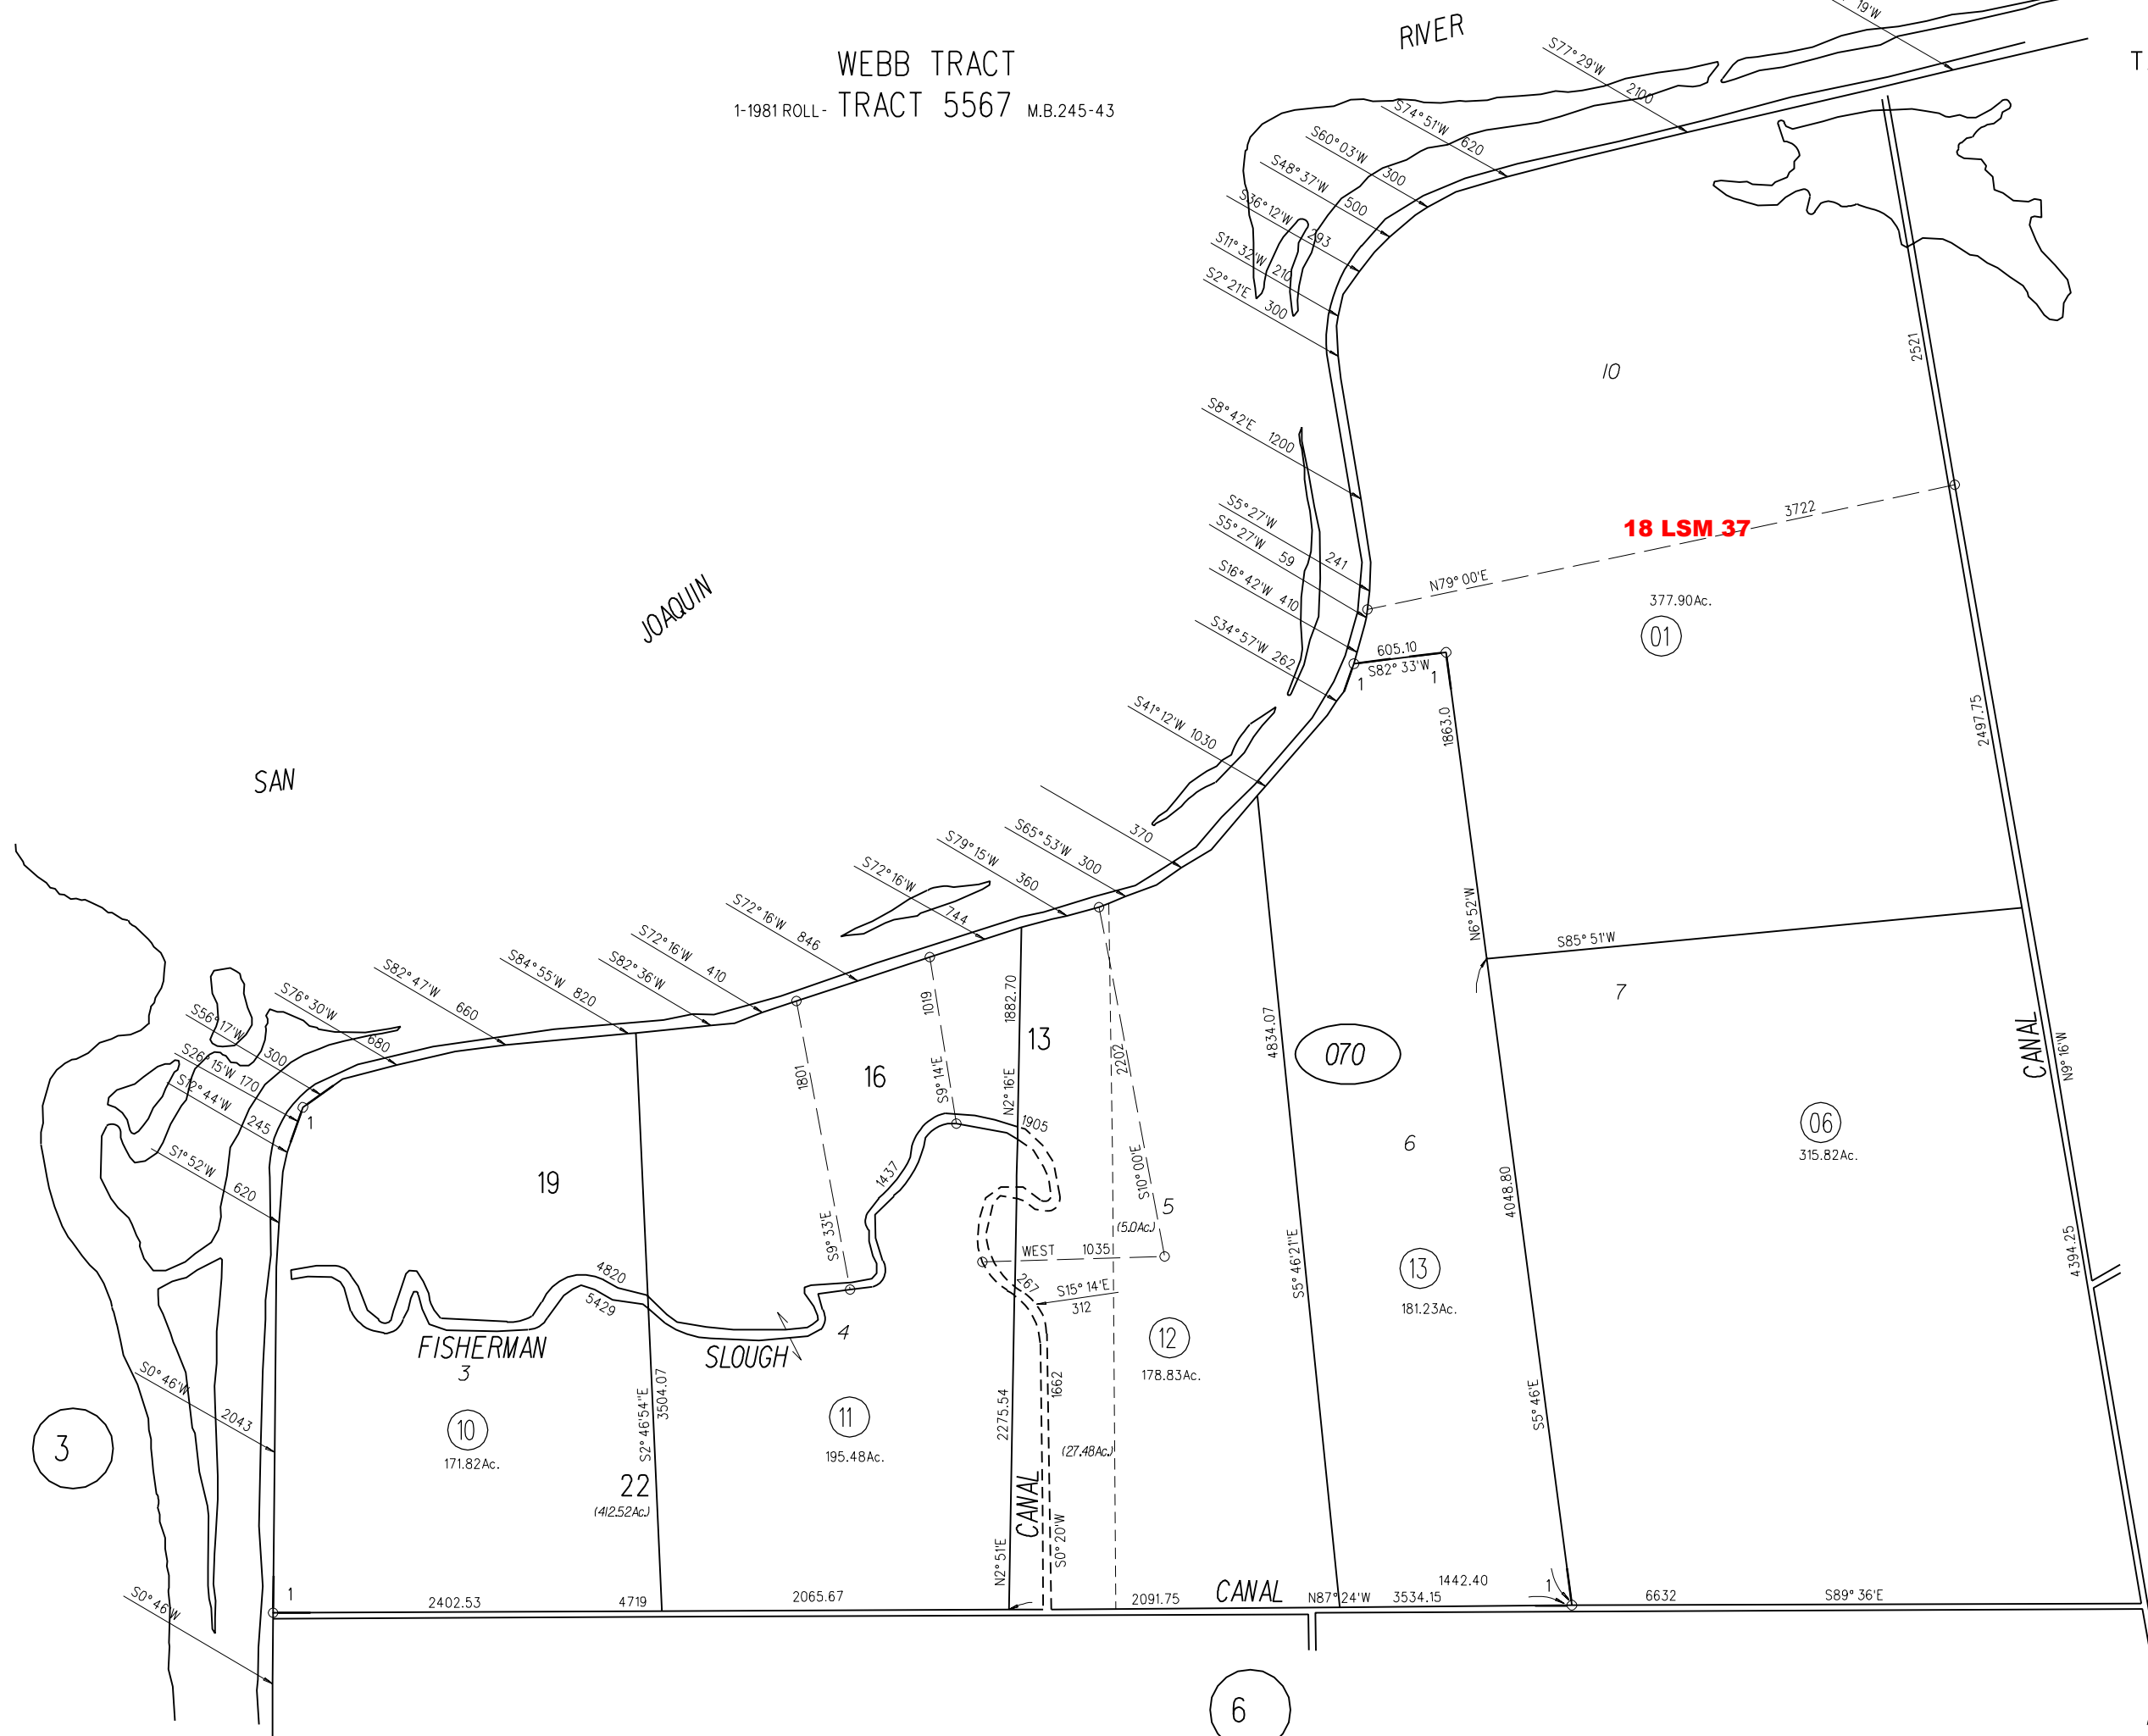 WEBB TRACT
1-1981 ROLL- TRACT 5567 M.B.245-43
RIVER
T
19'W
S77°29'W 2100
S74°51'W 620
S60°03'W 300
S48°37'W 500
S36°12'W 293
S11°32'W 210
S2°21'E 300
S8°42'E 1200
S5°27'W 241
S5°27'W 59
S16°42'W 410
S34°57'W 262
S41°12'W 1030
370
S65°53'W 300
S79°15'W 360
S72°16'W 744
S72°16'W 846
S72°16'W 410
S82°36'W
S84°55'W 820
S82°47'W 660
S76°30'W 680
S56°17'W 300
S26°15'W 170
S12°44'W 245
S1°52'W 620
S0°46'W 2043
S0°46'W
2521
10
18 LSM 37
3722
N79°00'E
377.90Ac.
01
605.10
S82°33'W
1
1
1863.0
2497.75
N6°52'W
S85°51'W
7
CANAL
N9°16'W
JOAQUIN
SAN
1
1019
1882.70
13
16
1801
S9°14'E
N2°16'E
2202
4834.07
070
06
315.82Ac.
6
1905
19
1437
S10°00'E
5
(5.0Ac.)
4048.80
S9°33'E
WEST 1035
267
S15°14'E
312
S5°46'21"E
13
181.23Ac.
4394.25
4820
5429
FISHERMAN
SLOUGH
4
3
12
178.83Ac.
1662
3504.07
S2°46'54"E
2275.54
S5°46'E
10
171.82Ac.
11
195.48Ac.
(27.48Ac.)
3
22
(412.52Ac.)
CANAL
N2°51'E
S0°20'W
1
2402.53
4719
2065.67
2091.75
CANAL
N87°24'W
3534.15
1442.40
1
6632
S89°36'E
6